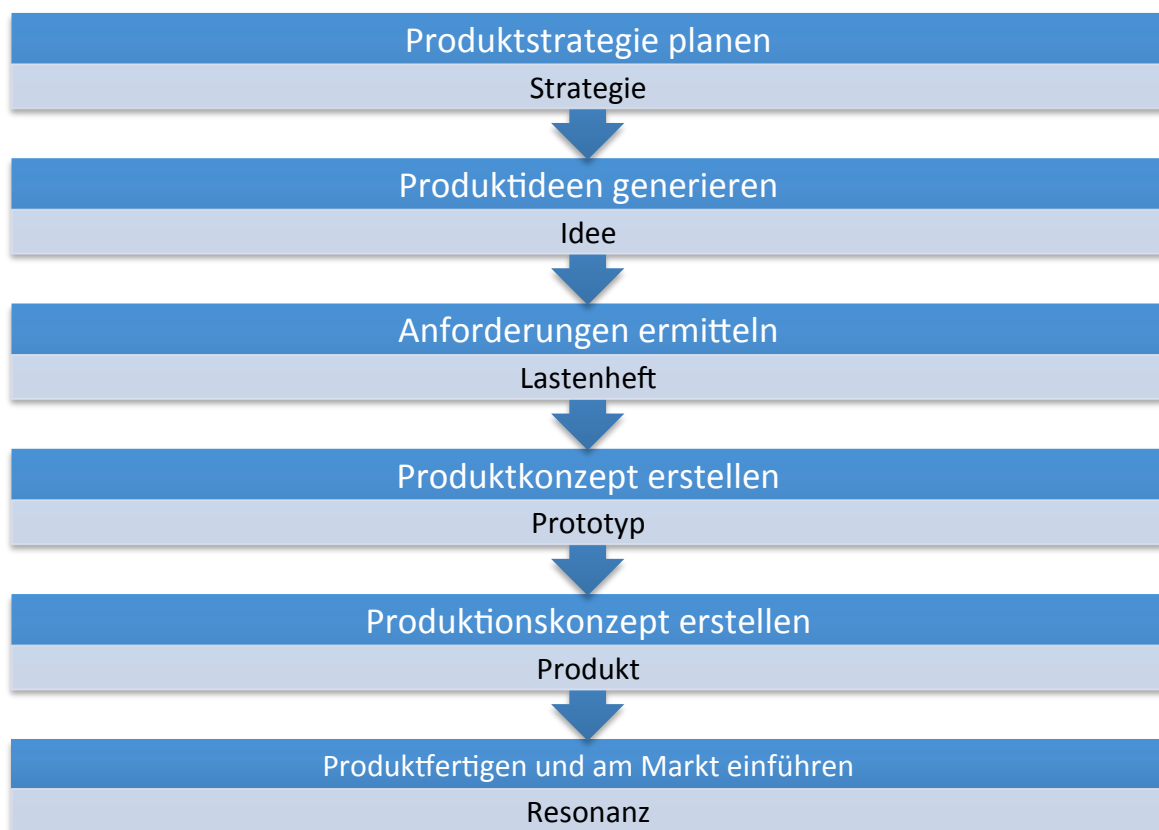 Produktstrategie planen
Strategie
Produktideen generieren
Idee
Anforderungen ermitteln
Lastenheft
Produktkonzept erstellen
Prototyp
Produktionskonzept erstellen
Produkt
Produktfertigen und am Markt einführen
Resonanz